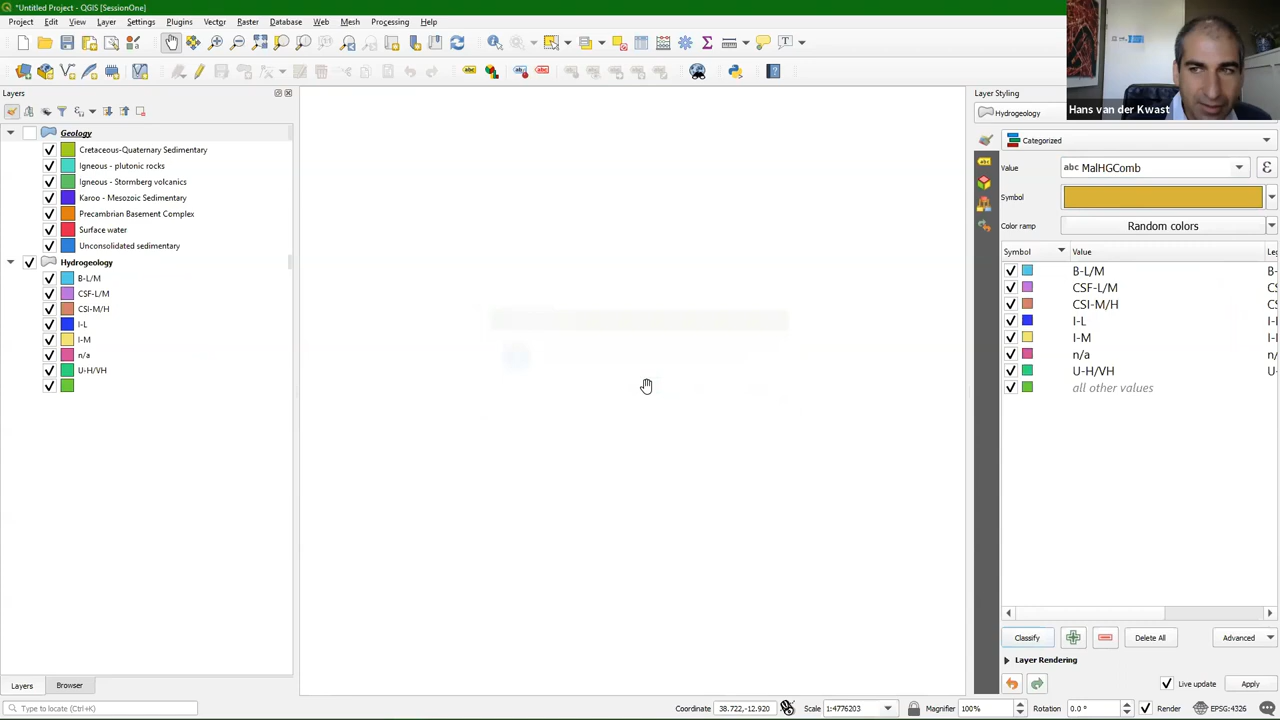 *Untitled Project - QGIS [SessionOne]
Project Edit View Layer Settings Plugins Vector Raster Database Web Mesh Processing Help
Layers
Geology
Cretaceous-Quaternary Sedimentary
Igneous - plutonic rocks
Igneous - Stormberg volcanics
Karoo - Mesozoic Sedimentary
Precambrian Basement Complex
Surface water
Unconsolidated sedimentary
Hydrogeology
B-L/M
CSF-L/M
CSI-M/H
I-L
I-M
n/a
U-H/VH
Layers Browser
Hans van der Kwast
Layer Styling
Hydrogeology
Categorized
Value abc MalHGComb
Symbol
Color ramp Random colors
Symbol Value Leg
B-L/M B-
CSF-L/M CS
CSI-M/H CS
I-L I-L
I-M
n/a n/a
U-H/VH U-
all other values
Classify Delete All Advanced
Layer Rendering
Live update Apply
Type to locate (Ctrl+K) Coordinate 38.722,-12.920 Scale 1:4776203 Magnifier 100% Rotation 0.0 ° Render EPSG:4326